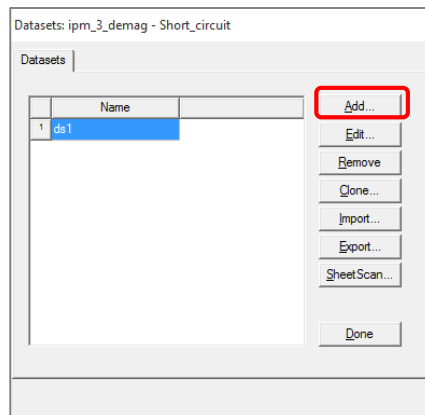 Datasets: ipm_3_demag - Short_circuit
Datasets
Name
1 ds1
Add...
Edit...
Remove
Clone...
Import...
Export...
SheetScan...
Done